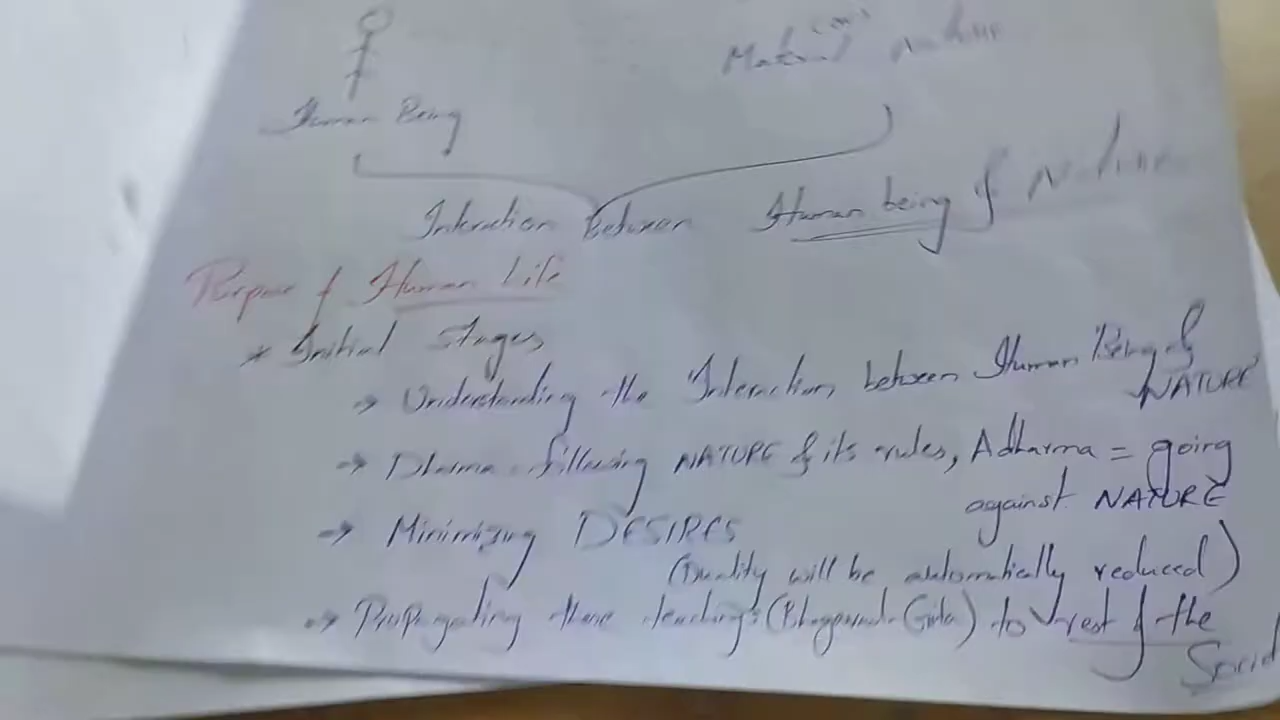 Material nature
Human Being
Interaction Between Human being & Nature
Purpose of Human Life
* Initial Stages
→ Understanding the Interaction between Human Being &
NATURE
→ Dharma = following NATURE & its rules, Adharma = going
against NATURE
→ Minimizing DESIRES
(Duality will be automatically reduced)
→ Propagating these teachings (Bhagavad Gita) to rest of the